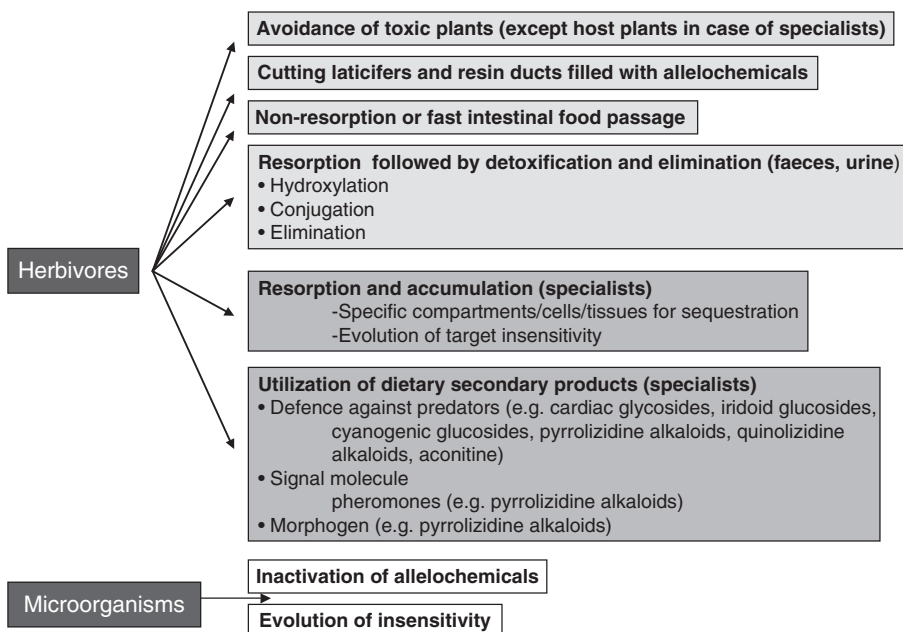 Avoidance of toxic plants (except host plants in case of specialists)
Cutting laticifers and resin ducts filled with allelochemicals
Non-resorption or fast intestinal food passage
Resorption followed by detoxification and elimination (faeces, urine)
• Hydroxylation
• Conjugation
• Elimination
Herbivores
Resorption and accumulation (specialists)
-Specific compartments/cells/tissues for sequestration
-Evolution of target insensitivity
Utilization of dietary secondary products (specialists)
• Defence against predators (e.g. cardiac glycosides, iridoid glucosides,
cyanogenic glucosides, pyrrolizidine alkaloids, quinolizidine
alkaloids, aconitine)
• Signal molecule
pheromones (e.g. pyrrolizidine alkaloids)
• Morphogen (e.g. pyrrolizidine alkaloids)
Inactivation of allelochemicals
Microorganisms
Evolution of insensitivity